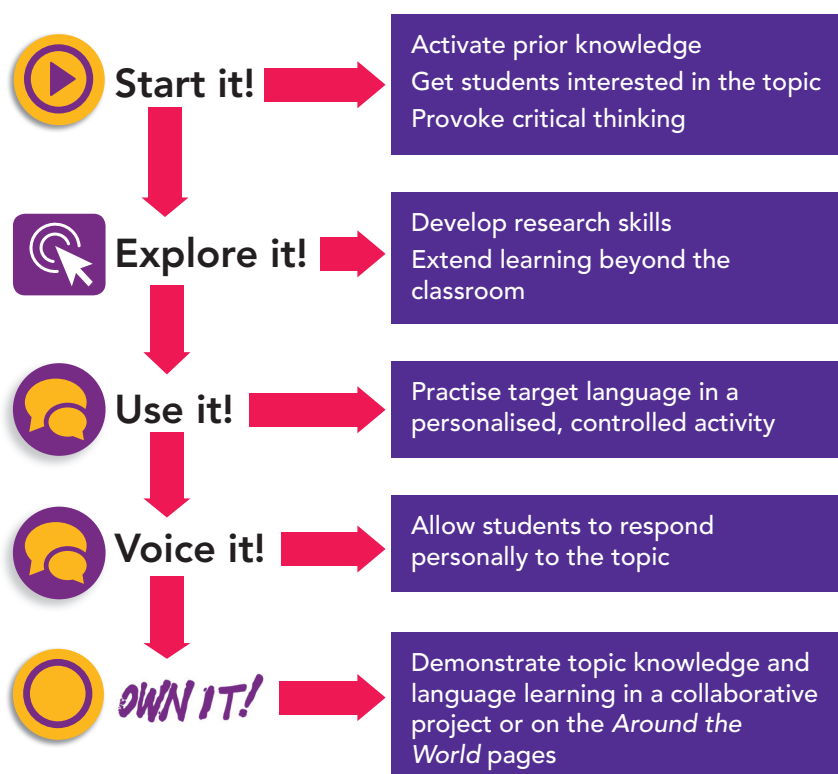 Start it!
Activate prior knowledge
Get students interested in the topic
Provoke critical thinking
Explore it!
Develop research skills
Extend learning beyond the
classroom
Use it!
Practise target language in a
personalised, controlled activity
Voice it!
Allow students to respond
personally to the topic
OWN IT!
Demonstrate topic knowledge and
language learning in a collaborative
project or on the Around the
World pages